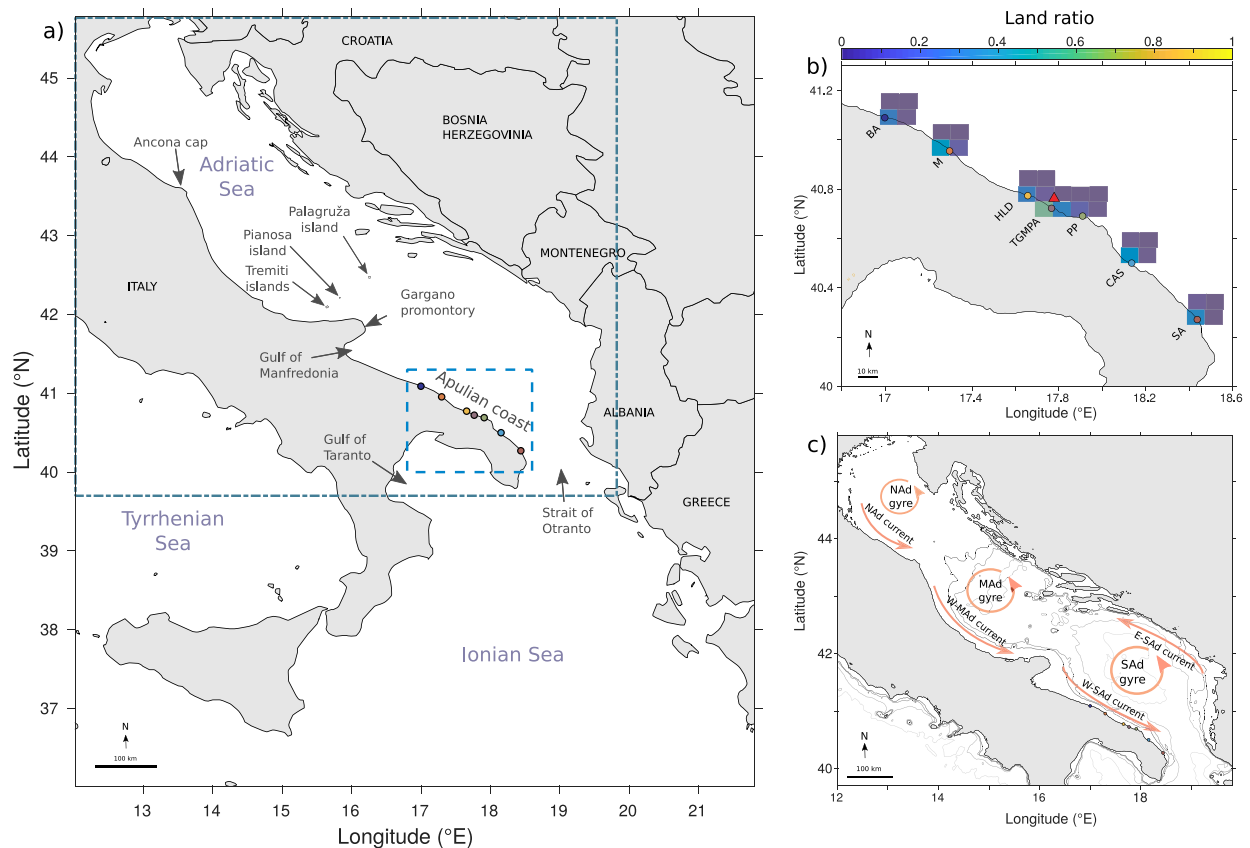 a)
CROATIA
BOSNIA
HERZEGOVINA
Ancona cap
Adriatic
Sea
Palagruža
island
Pianosa
island
Tremiti
islands
MONTENEGRO
ITALY
Gargano
promontory
Gulf of
Manfredonia
Apulian coast
ALBANIA
Gulf of
Taranto
Strait of
Otranto
GREECE
Tyrrhenian
Sea
Ionian Sea
N
100 km
45
44
43
42
41
40
39
38
37
Latitude (°N)
13
14
15
16
17
18
19
20
21
Longitude (°E)
Land ratio
0
0.2
0.4
0.6
0.8
1
b)
BA
M
HLD
TGMPA
PP
CAS
SA
N
10 km
41.2
40.8
40.4
40
Latitude (°N)
17
17.4
17.8
18.2
18.6
Longitude (°E)
c)
NAd
gyre
NAd current
MAd
gyre
W-MAd current
E-SAd current
SAd
gyre
W-SAd current
N
100 km
44
42
40
Latitude (°N)
12
14
16
18
Longitude (°E)